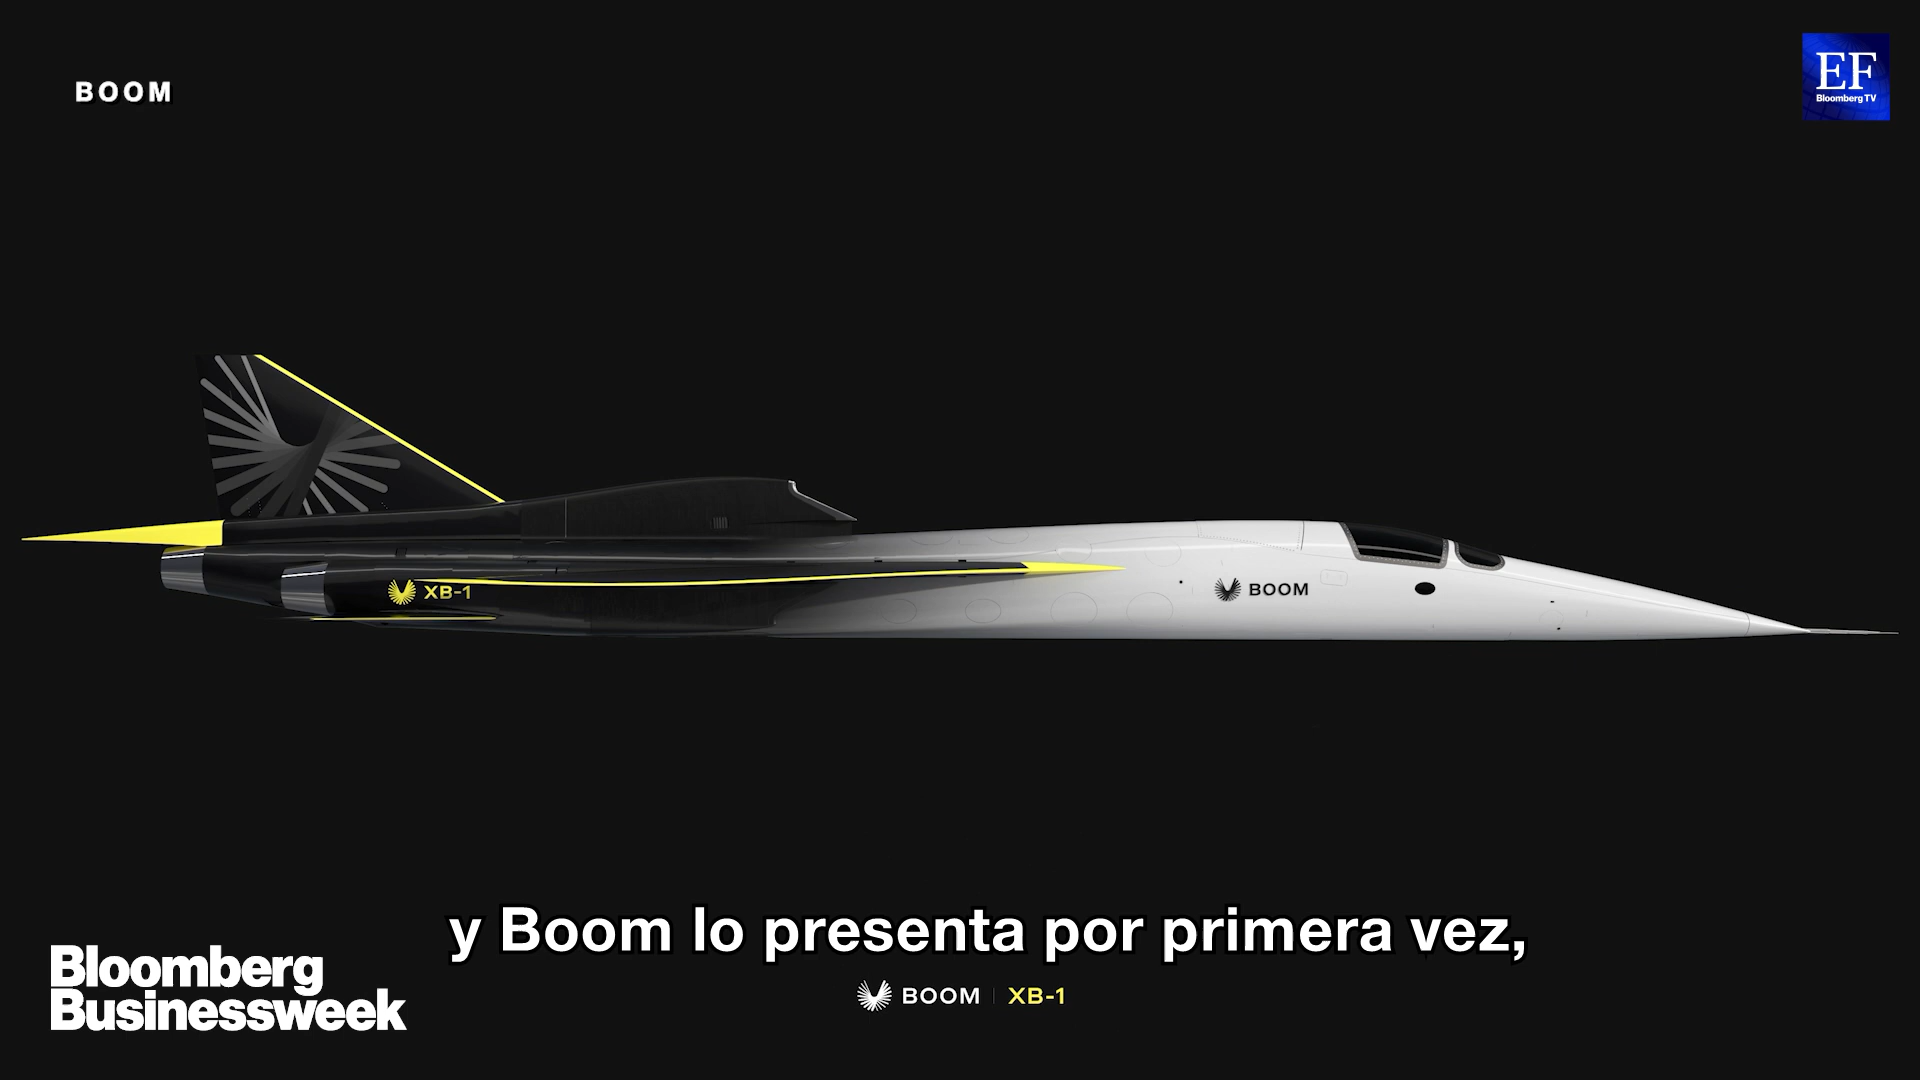 BOOM
EF
Bloomberg TV
XB-1
BOOM
y Boom lo presenta por primera vez,
BOOM | XB-1
Bloomberg
Businessweek